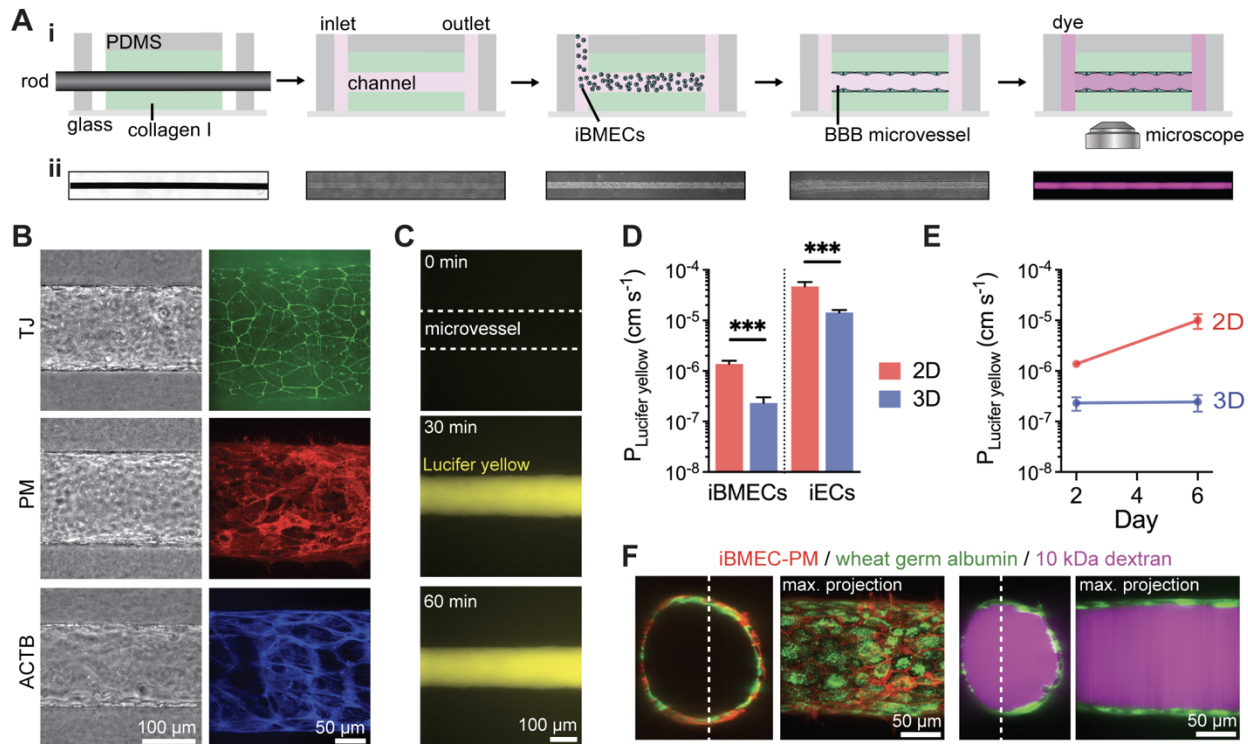 A
i
PDMS
rod
glass
collagen I
inlet
outlet
channel
iBMECs
BBB microvessel
dye
microscope
ii
B
TJ
PM
ACTB
100 µm
50 µm
C
0 min
microvessel
30 min
Lucifer yellow
60 min
100 µm
D
P Lucifer yellow (cm s⁻¹)
10⁻⁴
10⁻⁵
10⁻⁶
10⁻⁷
10⁻⁸
***
***
iBMECs
iECs
2D
3D
E
P Lucifer yellow (cm s⁻¹)
10⁻⁴
10⁻⁵
10⁻⁶
10⁻⁷
10⁻⁸
2D
3D
2
4
6
Day
F
iBMEC-PM / wheat germ albumin / 10 kDa dextran
max. projection
50 µm
max. projection
50 µm